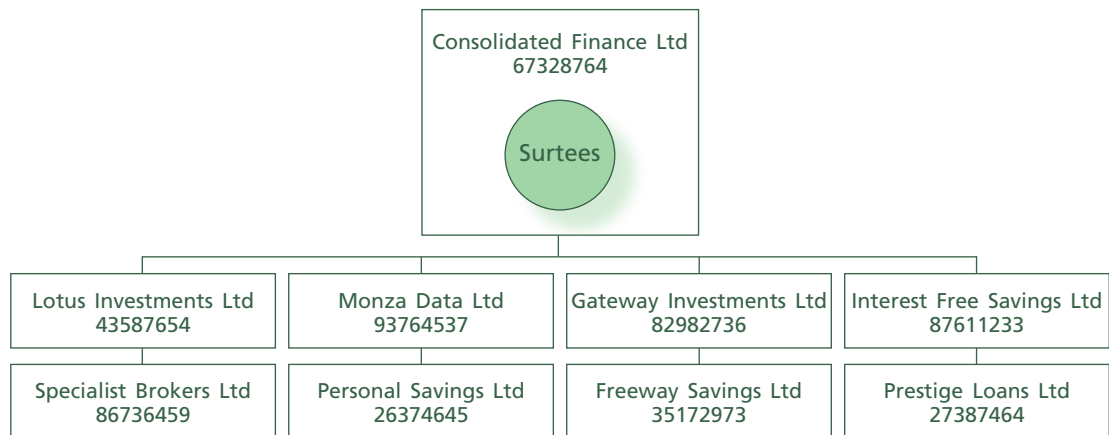 Consolidated Finance Ltd
67328764
Surtees
Lotus Investments Ltd
43587654
Monza Data Ltd
93764537
Gateway Investments Ltd
82982736
Interest Free Savings Ltd
87611233
Specialist Brokers Ltd
86736459
Personal Savings Ltd
26374645
Freeway Savings Ltd
35172973
Prestige Loans Ltd
27387464